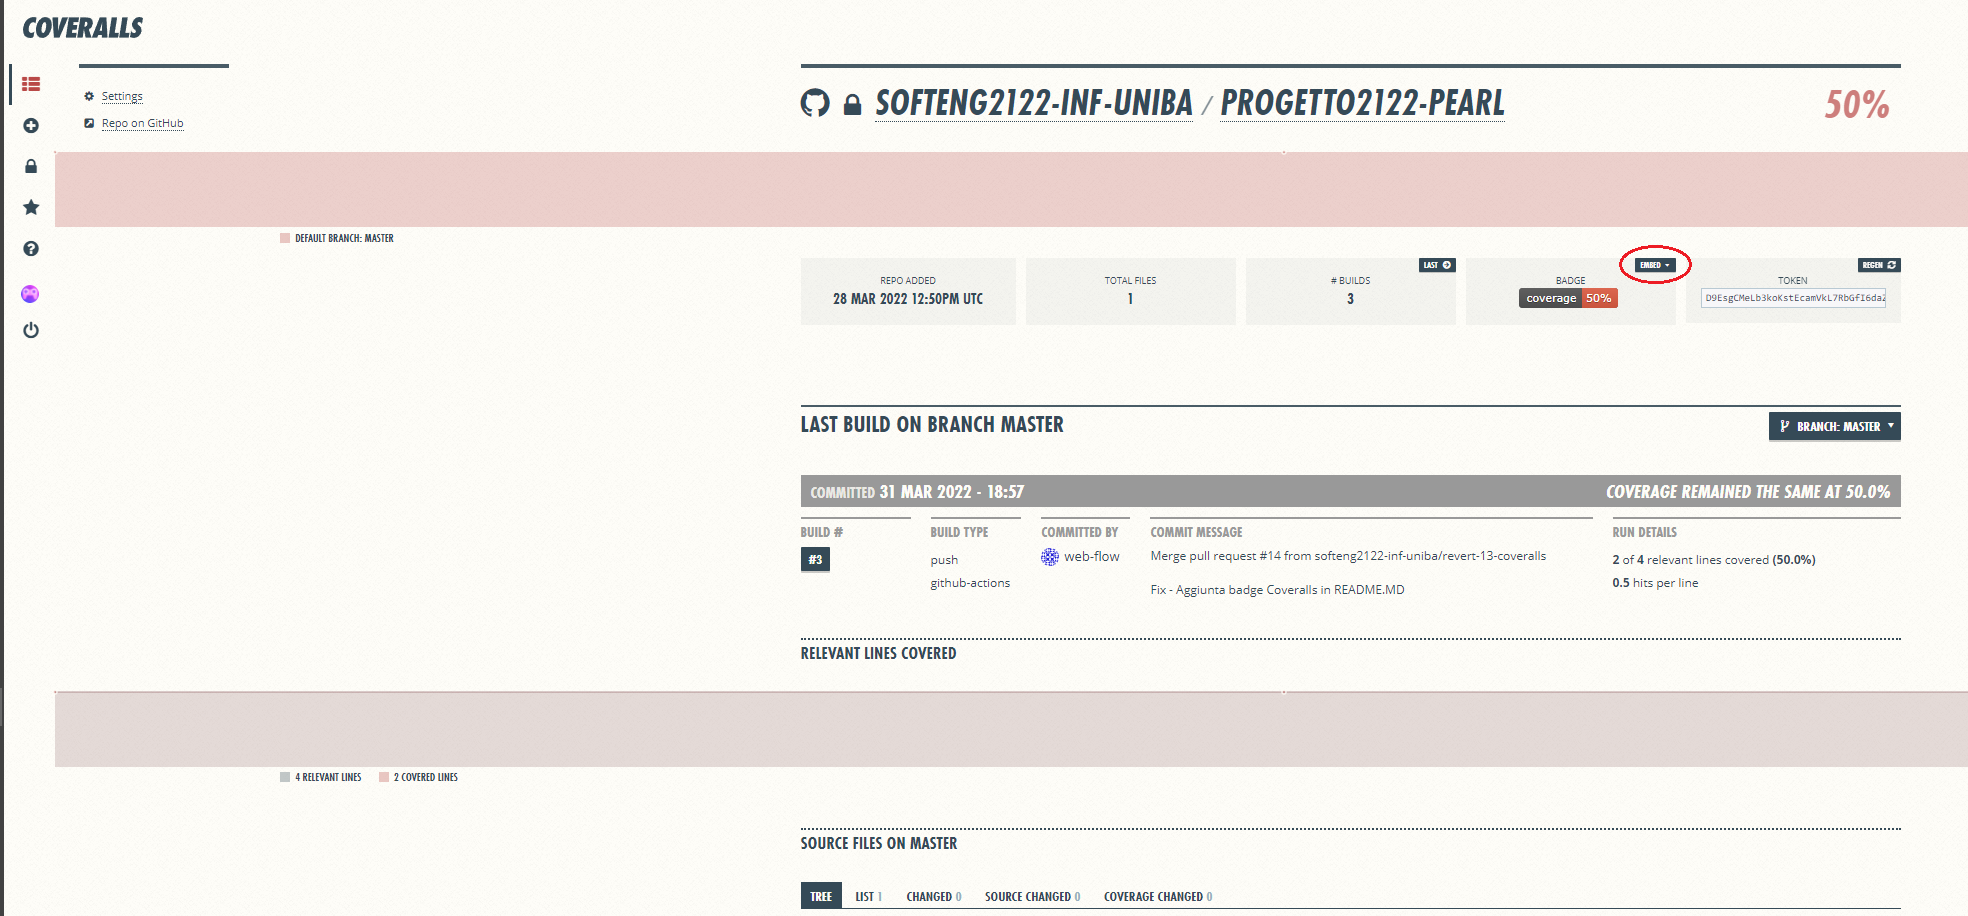 COVERALLS
Settings
Repo on GitHub
SOFTENG2122-INF-UNIBA / PROGETTO2122-PEARL
50%
DEFAULT BRANCH: MASTER
REPO ADDED
28 MAR 2022 12:50PM UTC
TOTAL FILES
1
LAST
# BUILDS
3
EMBED
BADGE
coverage 50%
REGEN
TOKEN
LAST BUILD ON BRANCH MASTER
BRANCH: MASTER
COMMITTED 31 MAR 2022 - 18:57
COVERAGE REMAINED THE SAME AT 50.0%
BUILD #
#3
BUILD TYPE
push
github-actions
COMMITTED BY
web-flow
COMMIT MESSAGE
Merge pull request #14 from softeng2122-inf-uniba/revert-13-coveralls
Fix - Aggiunta badge Coveralls in README.MD
RUN DETAILS
2 of 4 relevant lines covered (50.0%)
0.5 hits per line
RELEVANT LINES COVERED
4 RELEVANT LINES
2 COVERED LINES
SOURCE FILES ON MASTER
TREE
LIST 1
CHANGED 0
SOURCE CHANGED 0
COVERAGE CHANGED 0